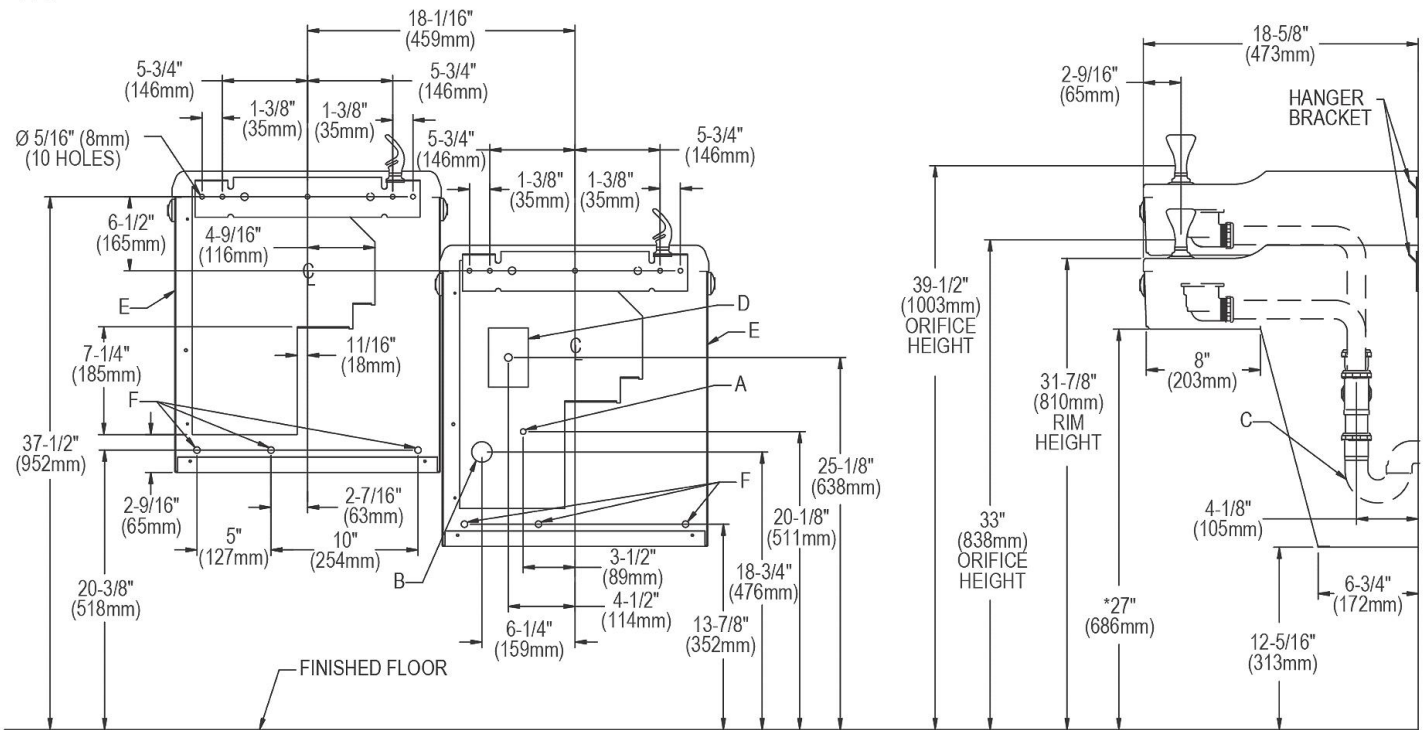 18-1/16"
(459mm)
5-3/4"
(146mm)
5-3/4"
(146mm)
1-3/8"
(35mm)
1-3/8"
(35mm)
Ø 5/16" (8mm)
(10 HOLES)
5-3/4"
(146mm)
5-3/4"
(146mm)
1-3/8"
(35mm)
1-3/8"
(35mm)
6-1/2"
(165mm)
4-9/16"
(116mm)
CL
E
7-1/4"
(185mm)
11/16"
(18mm)
F
37-1/2"
(952mm)
2-9/16"
(65mm)
2-7/16"
(63mm)
5"
(127mm)
10"
(254mm)
20-3/8"
(518mm)
D
E
CL
A
F
B
25-1/8"
(638mm)
20-1/8"
(511mm)
3-1/2"
(89mm)
18-3/4"
(476mm)
4-1/2"
(114mm)
6-1/4"
(159mm)
13-7/8"
(352mm)
FINISHED FLOOR
18-5/8"
(473mm)
2-9/16"
(65mm)
HANGER
BRACKET
39-1/2"
(1003mm)
ORIFICE
HEIGHT
8"
(203mm)
31-7/8"
(810mm)
RIM
HEIGHT
C
4-1/8"
(105mm)
33"
(838mm)
ORIFICE
HEIGHT
*27"
(686mm)
6-3/4"
(172mm)
12-5/16"
(313mm)